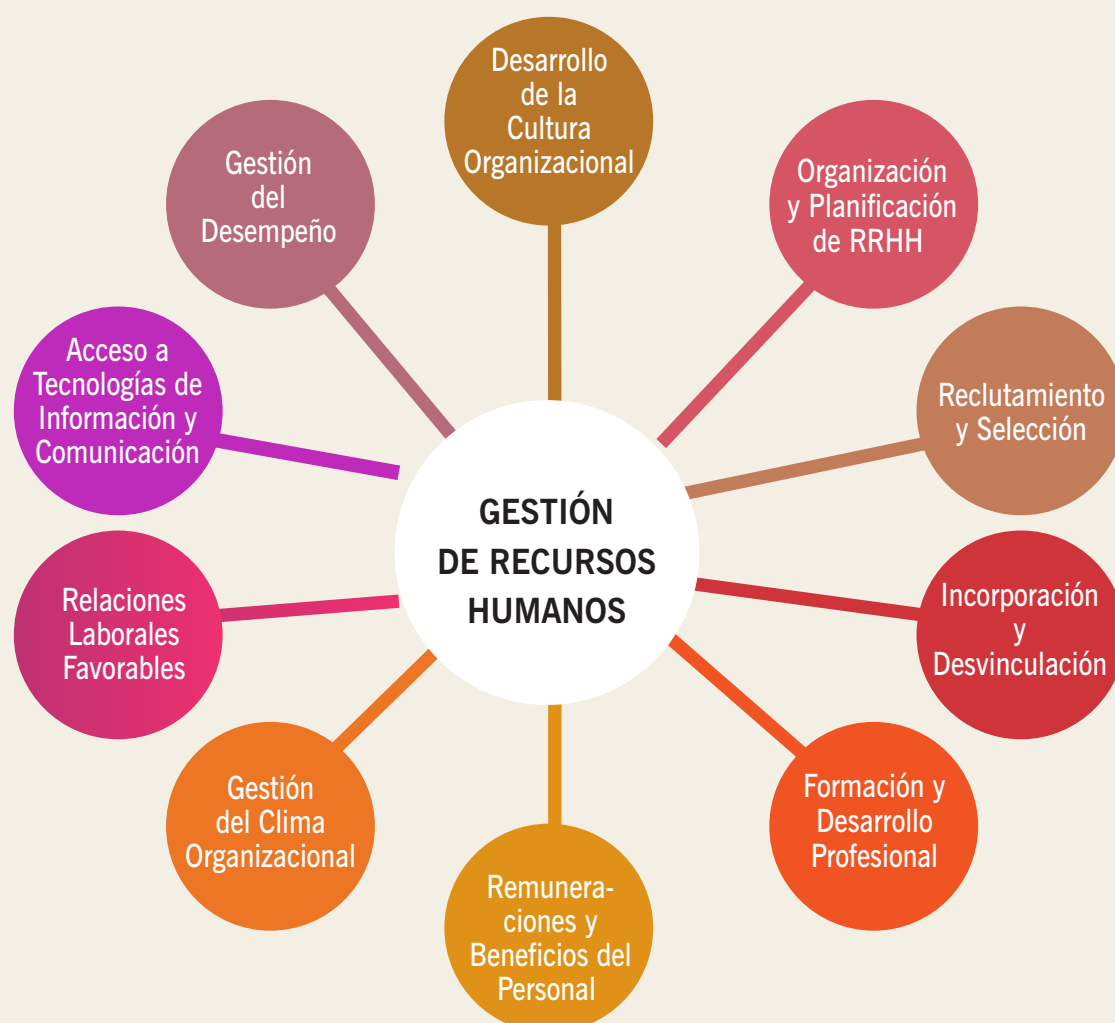 Desarrollo
de la
Cultura
Organizacional
Organización
y Planificación
de RRHH
Reclutamiento
y Selección
Incorporación
y
Desvinculación
Formación y
Desarrollo
Profesional
Remunera-
ciones y
Beneficios del
Personal
Gestión
del Clima
Organizacional
Relaciones
Laborales
Favorables
Acceso a
Tecnologías de
Información y
Comunicación
Gestión
del
Desempeño
GESTIÓN
DE RECURSOS
HUMANOS